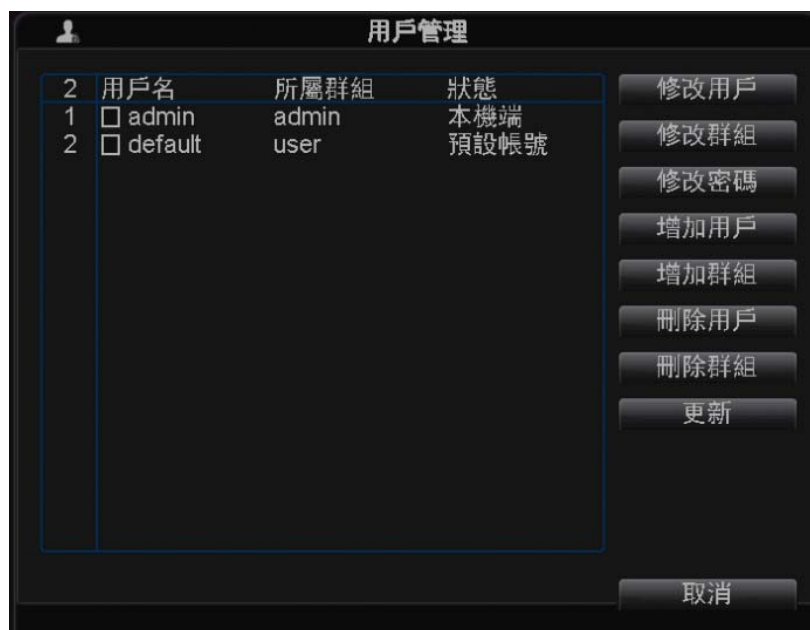 用戶管理
2 用戶名 所屬群組 狀態
1 admin admin 本機端
2 default user 預設帳號
修改用戶
修改群組
修改密碼
增加用戶
增加群組
刪除用戶
刪除群組
更新
取消